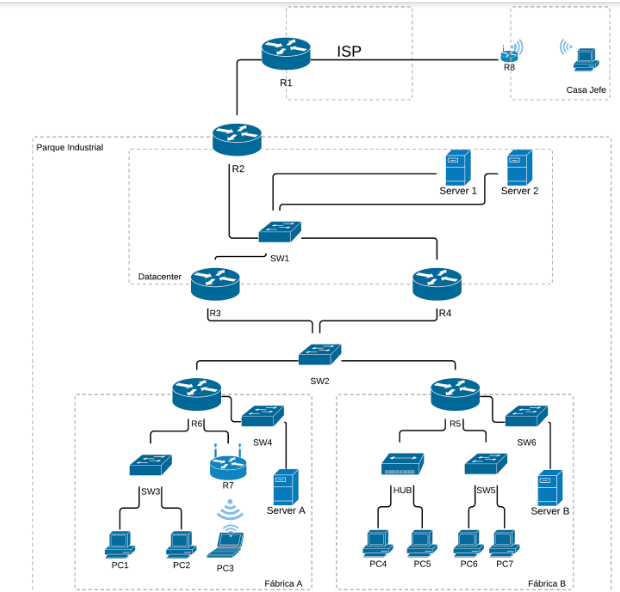 ISP
R1
R8
Casa Jefe
Parque Industrial
R2
Server 1
Server 2
SW1
Datacenter
R3
R4
SW2
R6
SW4
R5
SW6
R7
SW3
Server A
HUB
SW5
Server B
PC1
PC2
PC3
PC4
PC5
PC6
PC7
Fábrica A
Fábrica B